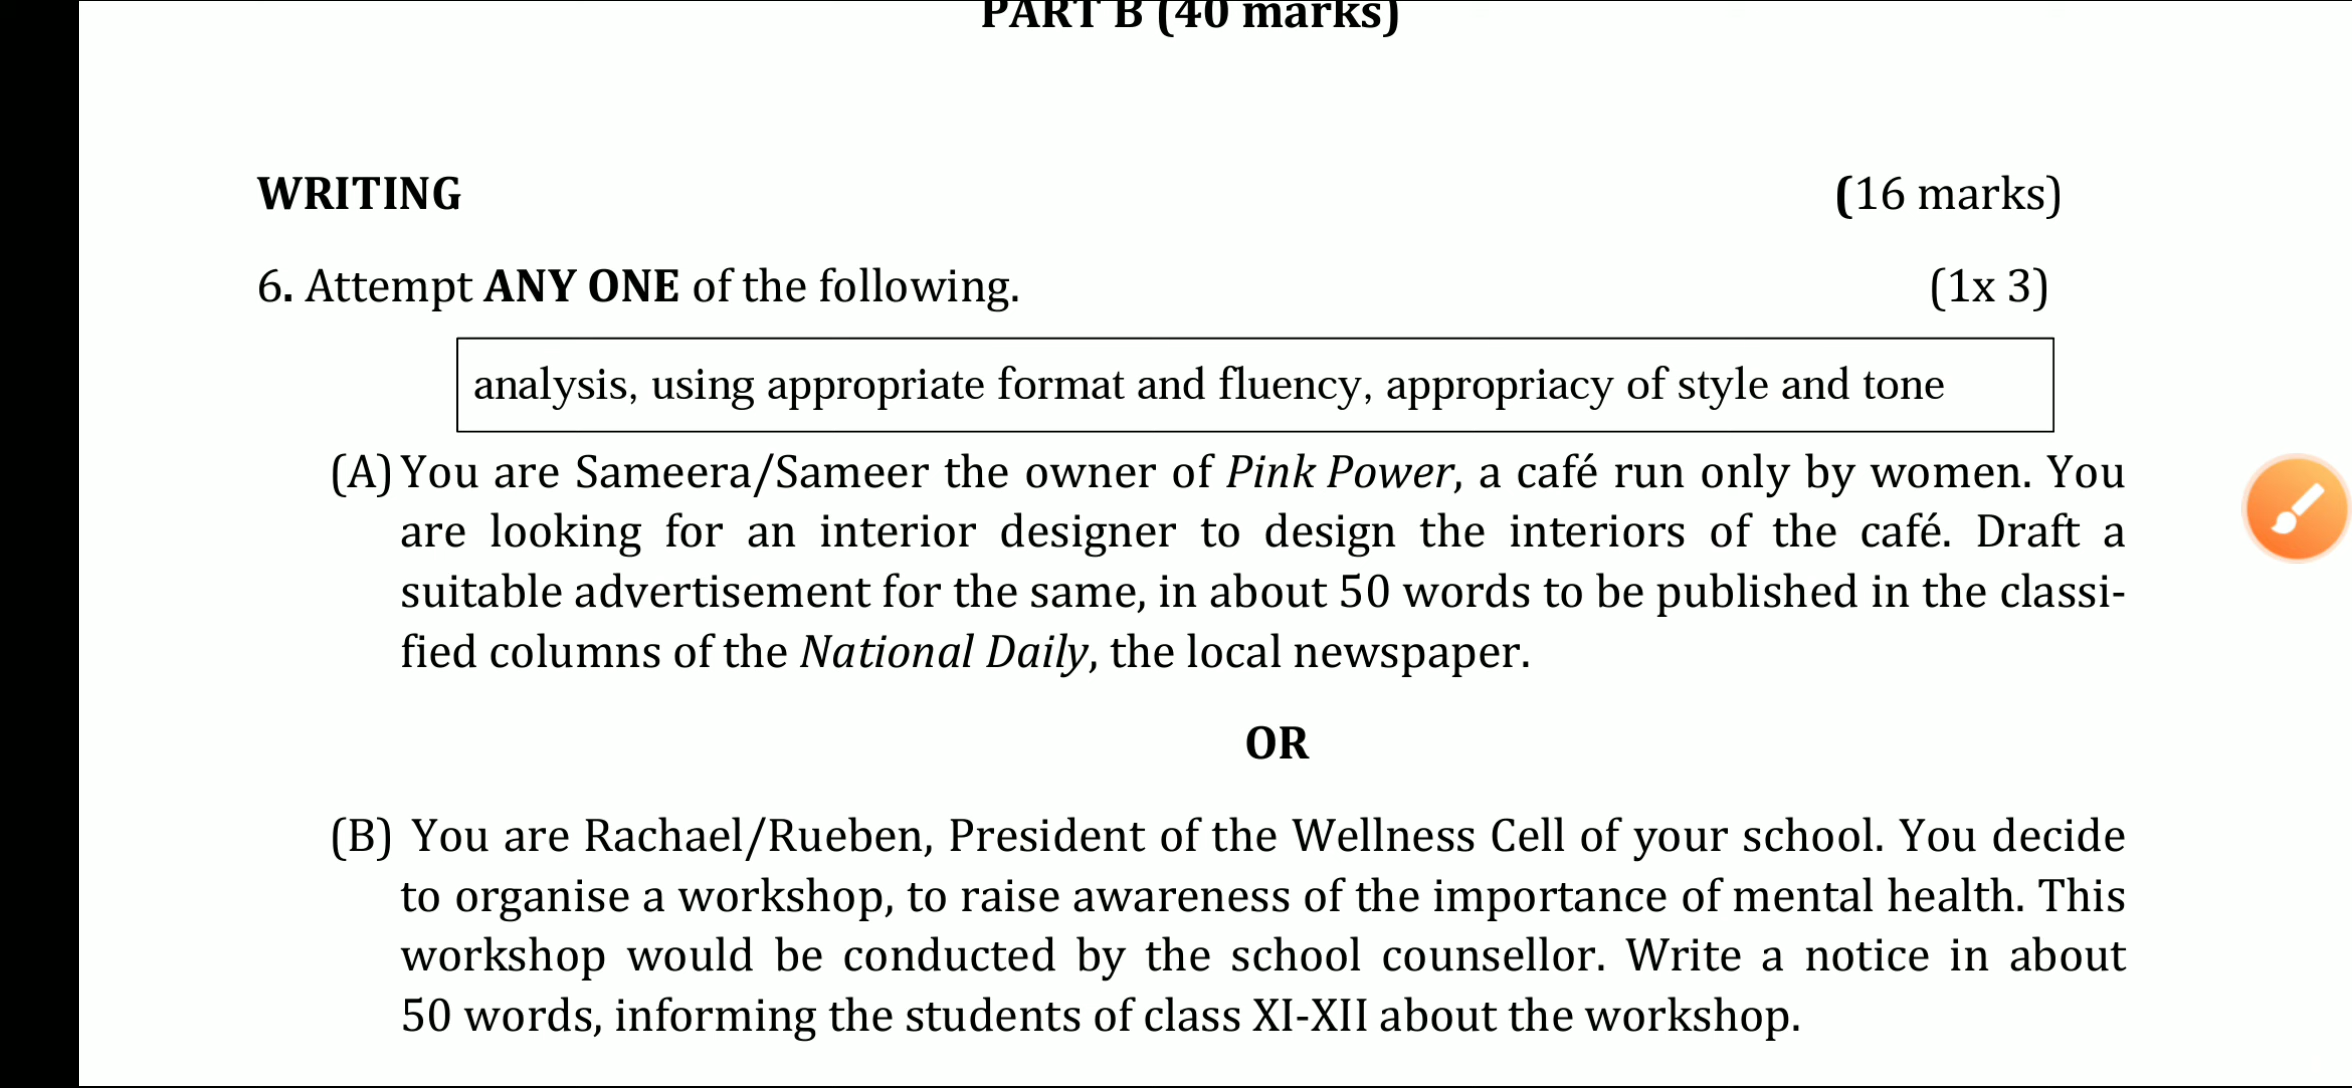 PART B (40 marks)
WRITING (16 marks)
6. Attempt ANY ONE of the following. (1x 3)
analysis, using appropriate format and fluency, appropriacy of style and tone
(A) You are Sameera/Sameer the owner of Pink Power, a café run only by women. You
are looking for an interior designer to design the interiors of the café. Draft a
suitable advertisement for the same, in about 50 words to be published in the classi-
fied columns of the National Daily, the local newspaper.
OR
(B) You are Rachael/Rueben, President of the Wellness Cell of your school. You decide
to organise a workshop, to raise awareness of the importance of mental health. This
workshop would be conducted by the school counsellor. Write a notice in about
50 words, informing the students of class XI-XII about the workshop.